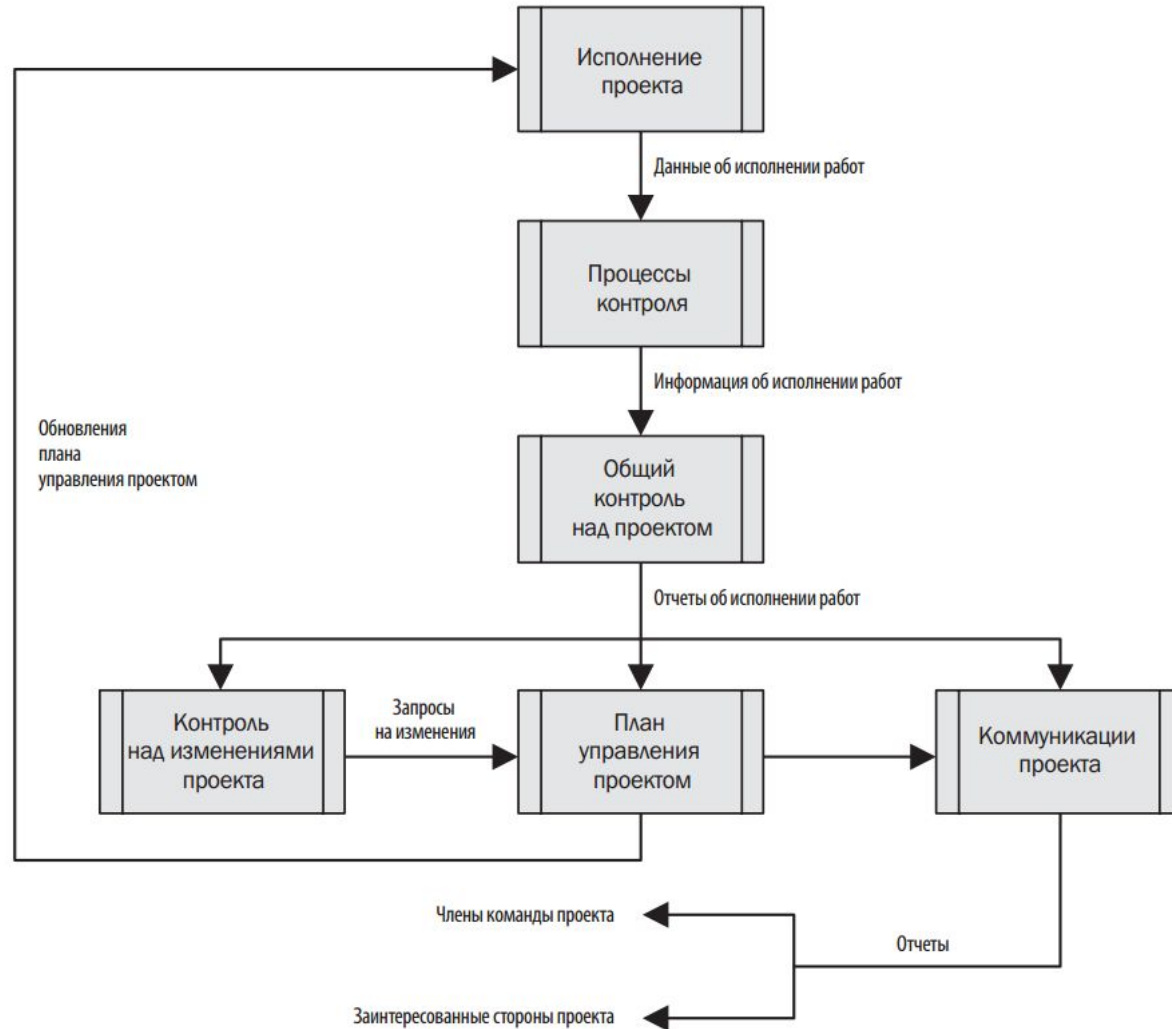 Исполнение
проекта
Данные об исполнении работ
Процессы
контроля
Информация об исполнении работ
Обновления
плана
управления проектом
Общий
контроль
над проектом
Отчеты об исполнении работ
Контроль
над изменениями
проекта
Запросы
на изменения
План
управления
проектом
Коммуникации
проекта
Члены команды проекта
Отчеты
Заинтересованные стороны проекта